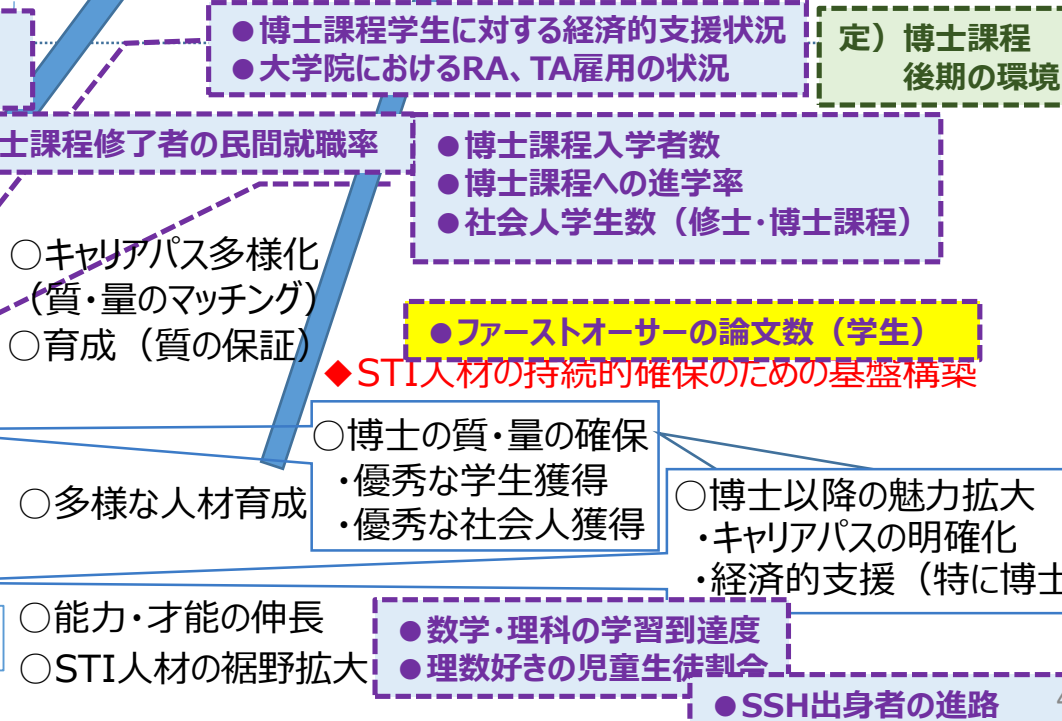 ●博士課程学生に対する経済的支援状況
●大学院におけるRA、TA雇用の状況
定）博士課程
後期の環境
士課程修了者の民間就職率
●博士課程入学者数
●博士課程への進学率
●社会人学生数（修士・博士課程）
○キャリアパス多様化
（質・量のマッチング）
○育成（質の保証）
●ファーストオーサーの論文数（学生）
◆STI人材の持続的確保のための基盤構築
○博士の質・量の確保
・優秀な学生獲得
・優秀な社会人獲得
○多様な人材育成
○博士以降の魅力拡大
・キャリアパスの明確化
・経済的支援（特に博士
○能力・才能の伸長
○STI人材の裾野拡大
●数学・理科の学習到達度
●理数好きの児童生徒割合
●SSH出身者の進路